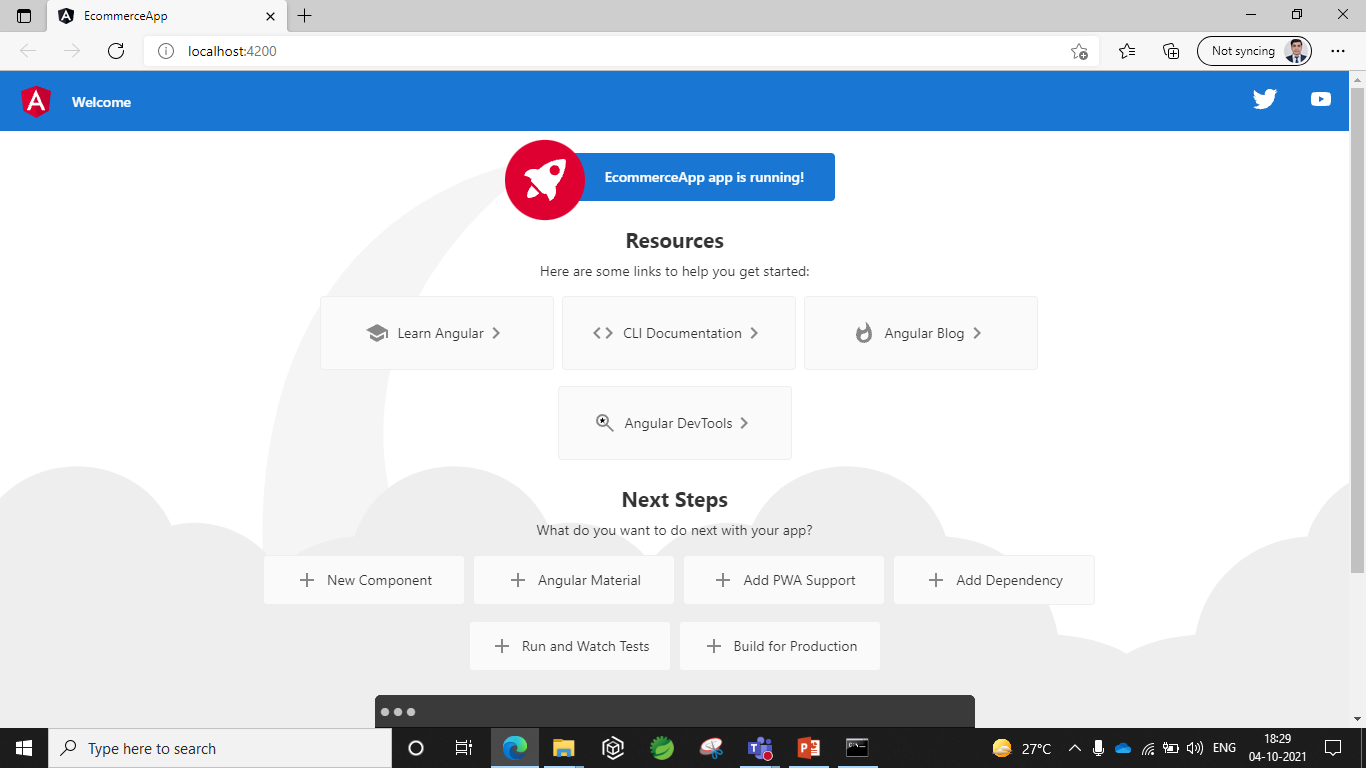 EcommerceApp
localhost:4200
Not syncing
Welcome
EcommerceApp app is running!
Resources
Here are some links to help you get started:
Learn Angular
CLI Documentation
Angular Blog
Angular DevTools
Next Steps
What do you want to do next with your app?
New Component
Angular Material
Add PWA Support
Add Dependency
Run and Watch Tests
Build for Production
Type here to search
27°C
ENG
18:29
04-10-2021